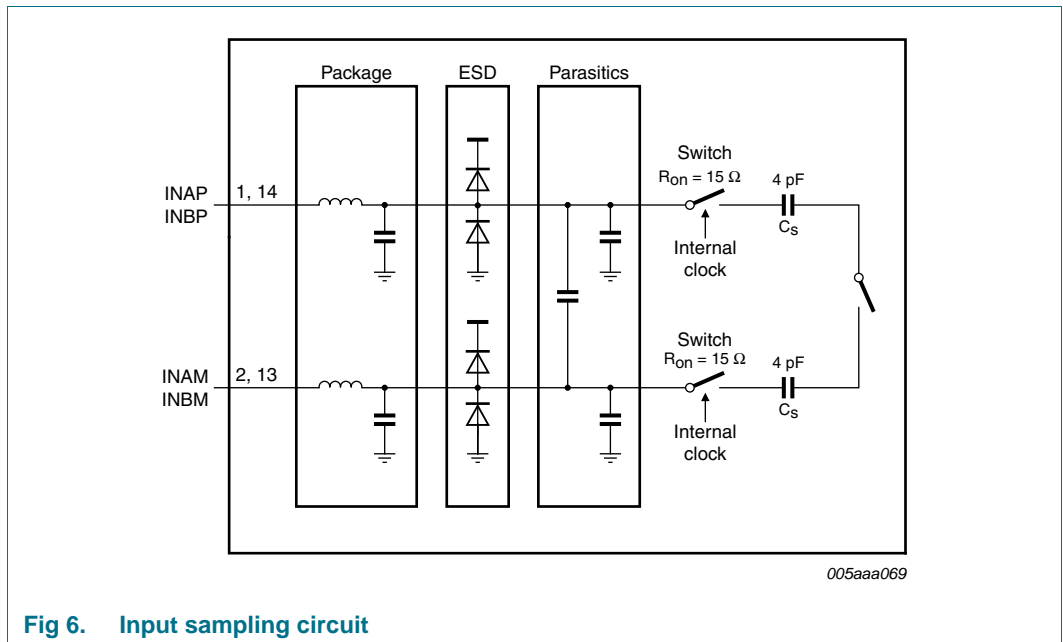 Package
ESD
Parasitics
Switch
Ron = 15 Ω
4 pF
INAP
INBP
1, 14
Internal
clock
Cs
Switch
Ron = 15 Ω
4 pF
INAM
INBM
2, 13
Internal
clock
Cs
005aaa069
Fig 6. Input sampling circuit